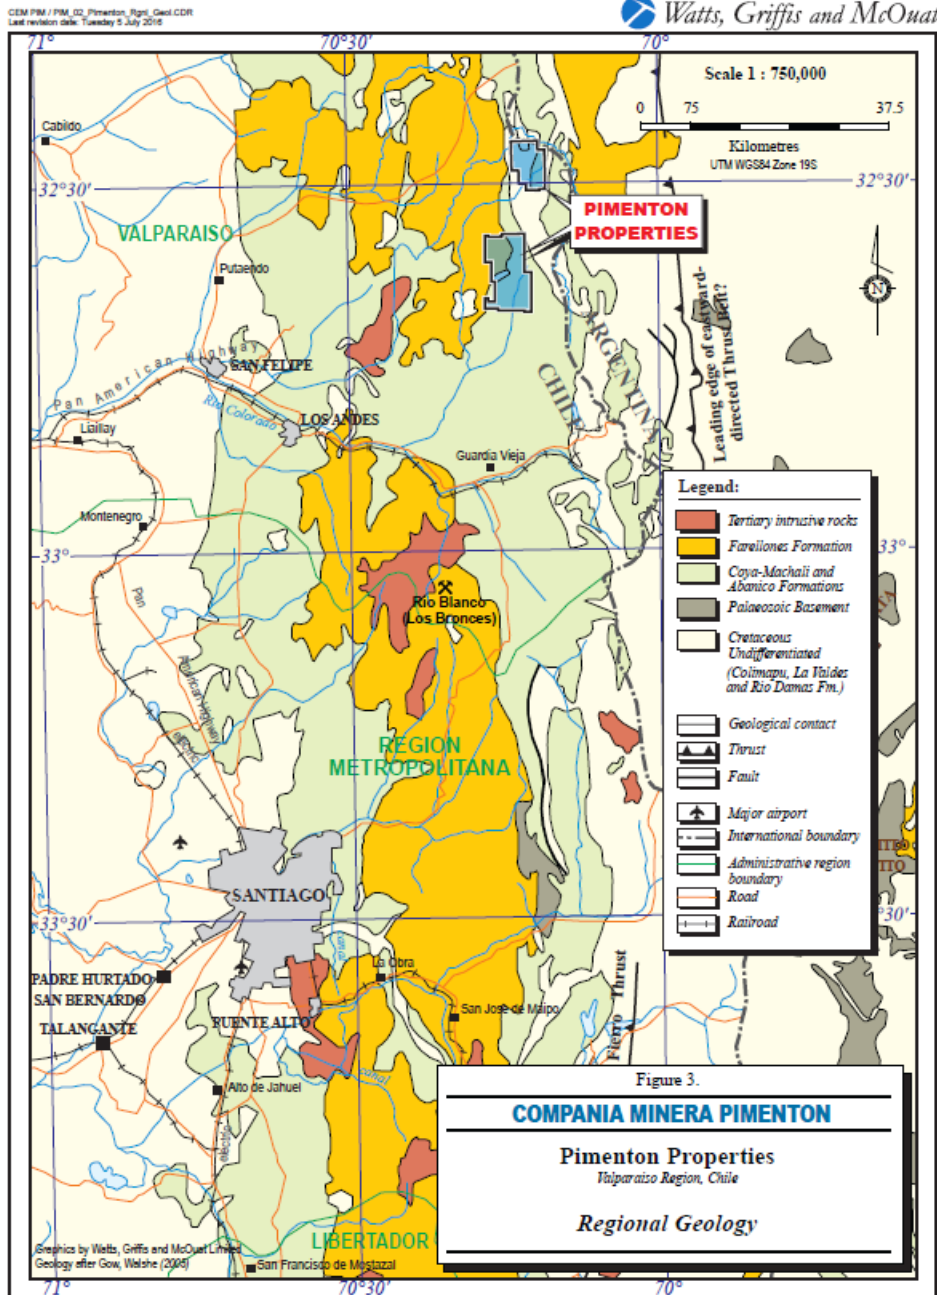 CEM PIM / PIM_02_Pimenton_Rgnl_Geol.CDR
Last revision date: Tuesday 5 July 2016
Watts, Griffis and McOuat
71°
70°30'
70°
Scale 1 : 750,000
0 75 37.5
Kilometres
UTM WGS84 Zone 19S
Cabildo
32°30'
32°30'
PIMENTON
PROPERTIES
VALPARAISO
Putaendo
N
Leading edge of eastward-
directed Thrust Belt?
ARGENTINA
CHILE
Pan American Highway
SAN FELIPE
Rio Colorado
LOS ANDES
Llaillay
Guardia Vieja
Montenegro
33°
33°
Pan
American Highway
electric
Rio Blanco
(Los Bronces)
REGION
METROPOLITANA
Legend:
Tertiary intrusive rocks
Farellones Formation
Coya-Machali and
Abanico Formations
Palaeosoic Basement
Cretaceous
Undifferentiated
(Colimapu, La Valdes
and Rio Damas Fm.)
Geological contact
Thrust
Fault
Major airport
International boundary
Administrative region
boundary
Road
Railroad
SANTIAGO
33°30'
°30'
PADRE HURTADO
SAN BERNARDO
TALANGANTE
PUENTE ALTO
La Obra
San José de Maipo
Fierro Thrust
Alto de Jahuel
canal
electric
LIBERTADOR
San Francisco de Mostazal
Graphics by Watts, Griffis and McOuat Limited
Geology after Gow, Walshe (2005)
Figure 3.
COMPANIA MINERA PIMENTON
Pimenton Properties
Valparaiso Region, Chile
Regional Geology
71°
70°30'
70°